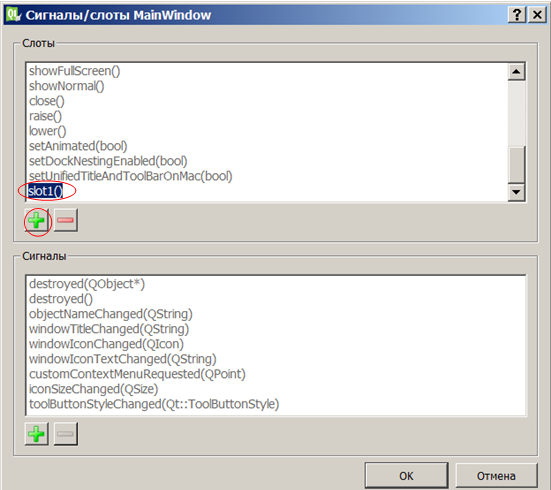 Сигналы/слоты MainWindow
Слоты
showFullScreen()
showNormal()
close()
raise()
lower()
setAnimated(bool)
setDockNestingEnabled(bool)
setUnifiedTitleAndToolBarOnMac(bool)
slot1()
Сигналы
destroyed(QObject*)
destroyed()
objectNameChanged(QString)
windowTitleChanged(QString)
windowIconChanged(QIcon)
windowIconTextChanged(QString)
customContextMenuRequested(QPoint)
iconSizeChanged(QSize)
toolButtonStyleChanged(Qt::ToolButtonStyle)
OK Отмена